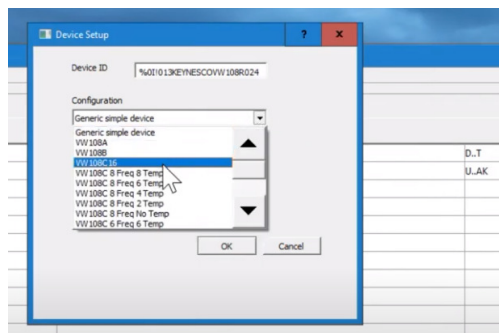 Device Setup
?
x
Device ID
%0I!013KEYNESCOVW108R024
Configuration
Generic simple device
Generic simple device
VW108A
VW108B
VW108C16
VW108C 8 Freq 8 Temp
VW108C 8 Freq 6 Temp
VW108C 8 Freq 4 Temp
VW108C 8 Freq 2 Temp
VW108C 8 Freq No Temp
VW108C 6 Freq 6 Temp
D..T
U..AK
OK
Cancel